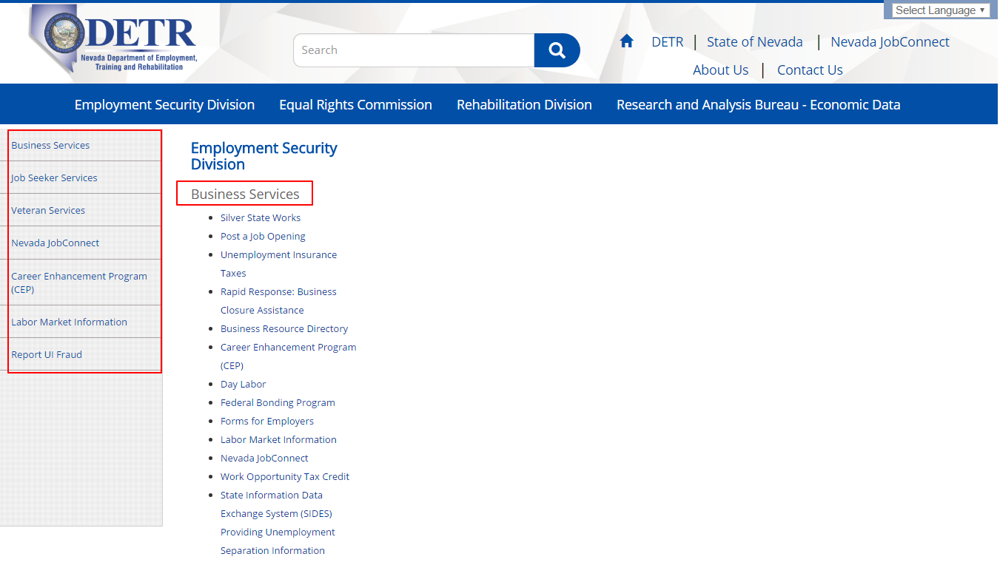 Select Language
DETR
Nevada Department of Employment,
Training and Rehabilitation
Search
DETR | State of Nevada | Nevada JobConnect
About Us | Contact Us
Employment Security Division Equal Rights Commission Rehabilitation Division Research and Analysis Bureau - Economic Data
Business Services
Job Seeker Services
Veteran Services
Nevada JobConnect
Career Enhancement Program
(CEP)
Labor Market Information
Report UI Fraud
Employment Security
Division
Business Services
Silver State Works
Post a Job Opening
Unemployment Insurance
Taxes
Rapid Response: Business
Closure Assistance
Business Resource Directory
Career Enhancement Program
(CEP)
Day Labor
Federal Bonding Program
Forms for Employers
Labor Market Information
Nevada JobConnect
Work Opportunity Tax Credit
State Information Data
Exchange System (SIDES)
Providing Unemployment
Separation Information